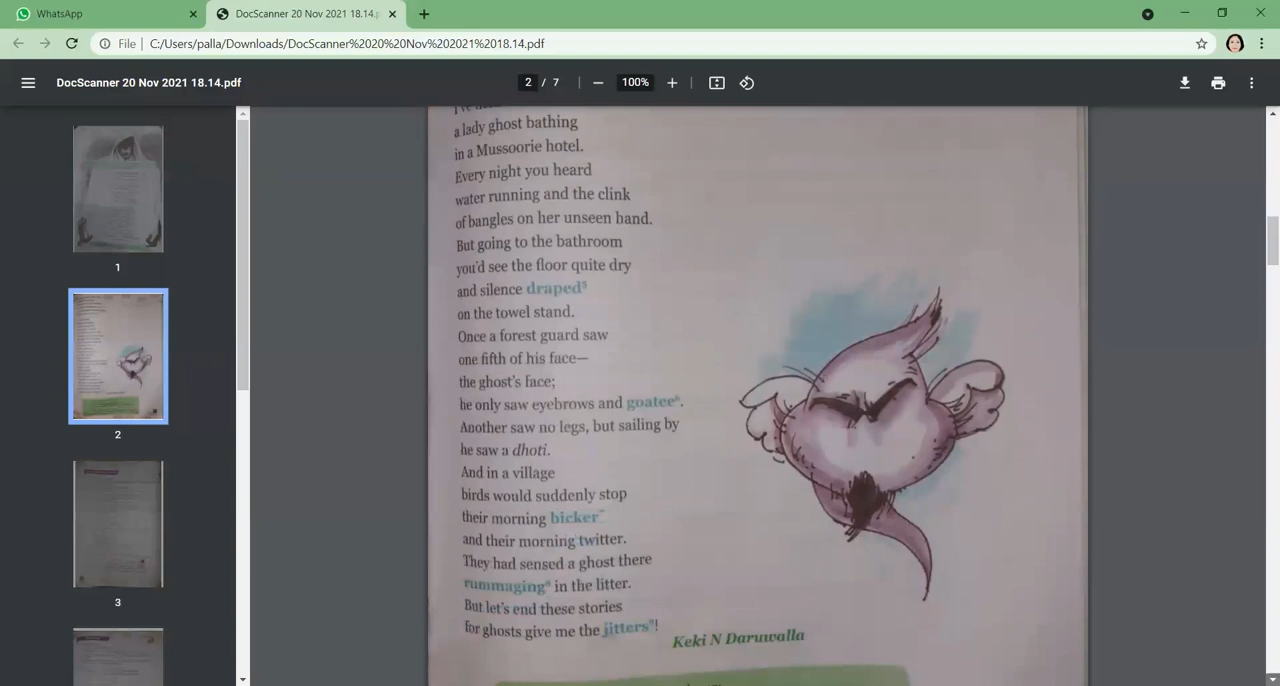 WhatsApp
DocScanner 20 Nov 2021 18.14.p
File
C:/Users/palla/Downloads/DocScanner%2020%20Nov%202021%2018.14.pdf
DocScanner 20 Nov 2021 18.14.pdf
2 / 7
100%
1
2
3
a lady ghost bathing
in a Mussoorie hotel.
Every night you heard
water running and the clink
of bangles on her unseen hand.
But going to the bathroom
you'd see the floor quite dry
and silence draped⁵
on the towel stand.
Once a forest guard saw
one fifth of his face—
the ghost's face;
he only saw eyebrows and goatee⁶.
Another saw no legs, but sailing by
he saw a dhoti.
And in a village
birds would suddenly stop
their morning bicker⁷
and their morning twitter.
They had sensed a ghost there
rummaging⁸ in the litter.
But let's end these stories
for ghosts give me the jitters⁹!
Keki N Daruwalla